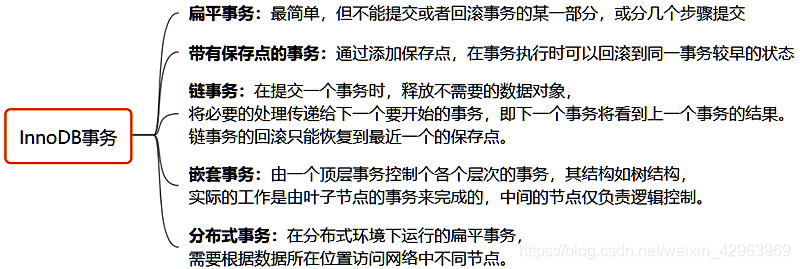 扁平事务：最简单，但不能提交或者回滚事务的某一部分，或分几个步骤提交
带有保存点的事务：通过添加保存点，在事务执行时可以回滚到同一事务较早的状态
链事务：在提交一个事务时，释放不需要的数据对象，
将必要的处理传递给下一个要开始的事务，即下一个事务将看到上一个事务的结果。
链事务的回滚只能恢复到最近一个的保存点。
InnoDB事务
嵌套事务：由一个顶层事务控制个各个层次的事务，其结构如树结构，
实际的工作是由叶子节点的事务来完成的，中间的节点仅负责逻辑控制。
分布式事务：在分布式环境下运行的扁平事务，
需要根据数据所在位置访问网络中不同节点。
https://blog.csdn.net/weixin_42963969